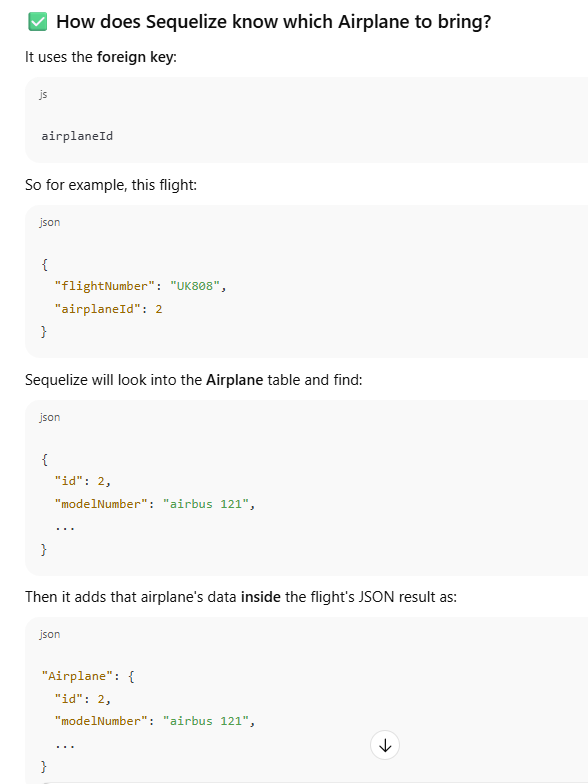 ✅ How does Sequelize know which Airplane to bring?
It uses the foreign key:
js
airplaneId
So for example, this flight:
json
{
"flightNumber": "UK808",
"airplaneId": 2
}
Sequelize will look into the Airplane table and find:
json
{
"id": 2,
"modelNumber": "airbus 121",
...
}
Then it adds that airplane's data inside the flight's JSON result as:
json
"Airplane": {
"id": 2,
"modelNumber": "airbus 121",
...
}